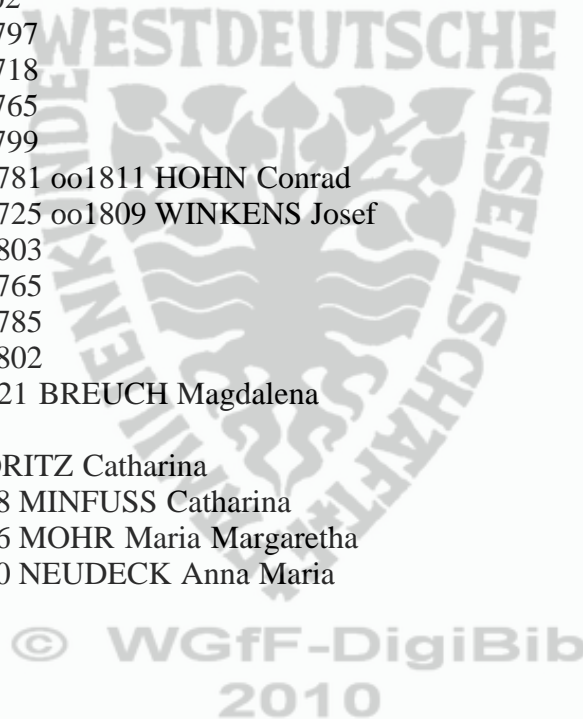 797
718
765
799
781 oo1811 HOHN Conrad
725 oo1809 WINKENS Josef
803
765
785
802
21 BREUCH Magdalena
RITZ Catharina
8 MINFUSS Catharina
6 MOHR Maria Margaretha
0 NEUDECK Anna Maria
WESTDEUTSCHE
GESELLSCHAFT
© WGfF-DigiBib
2010